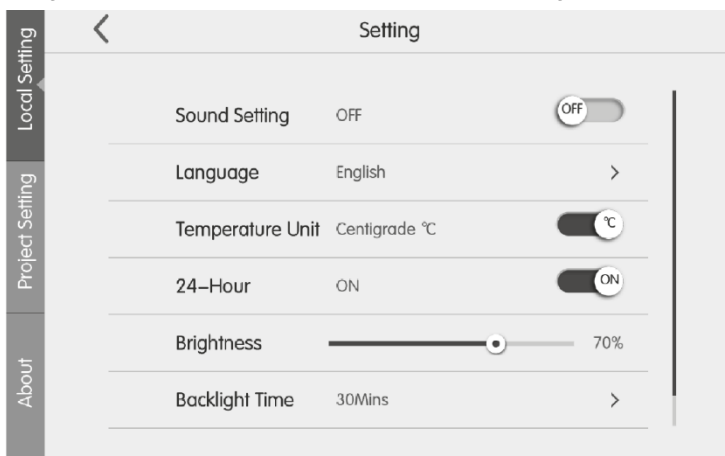 Setting
Local Setting
Project Setting
About
Sound Setting OFF OFF
Language English
Temperature Unit Centigrade ℃ ℃
24-Hour ON ON
Brightness 70%
Backlight Time 30Mins